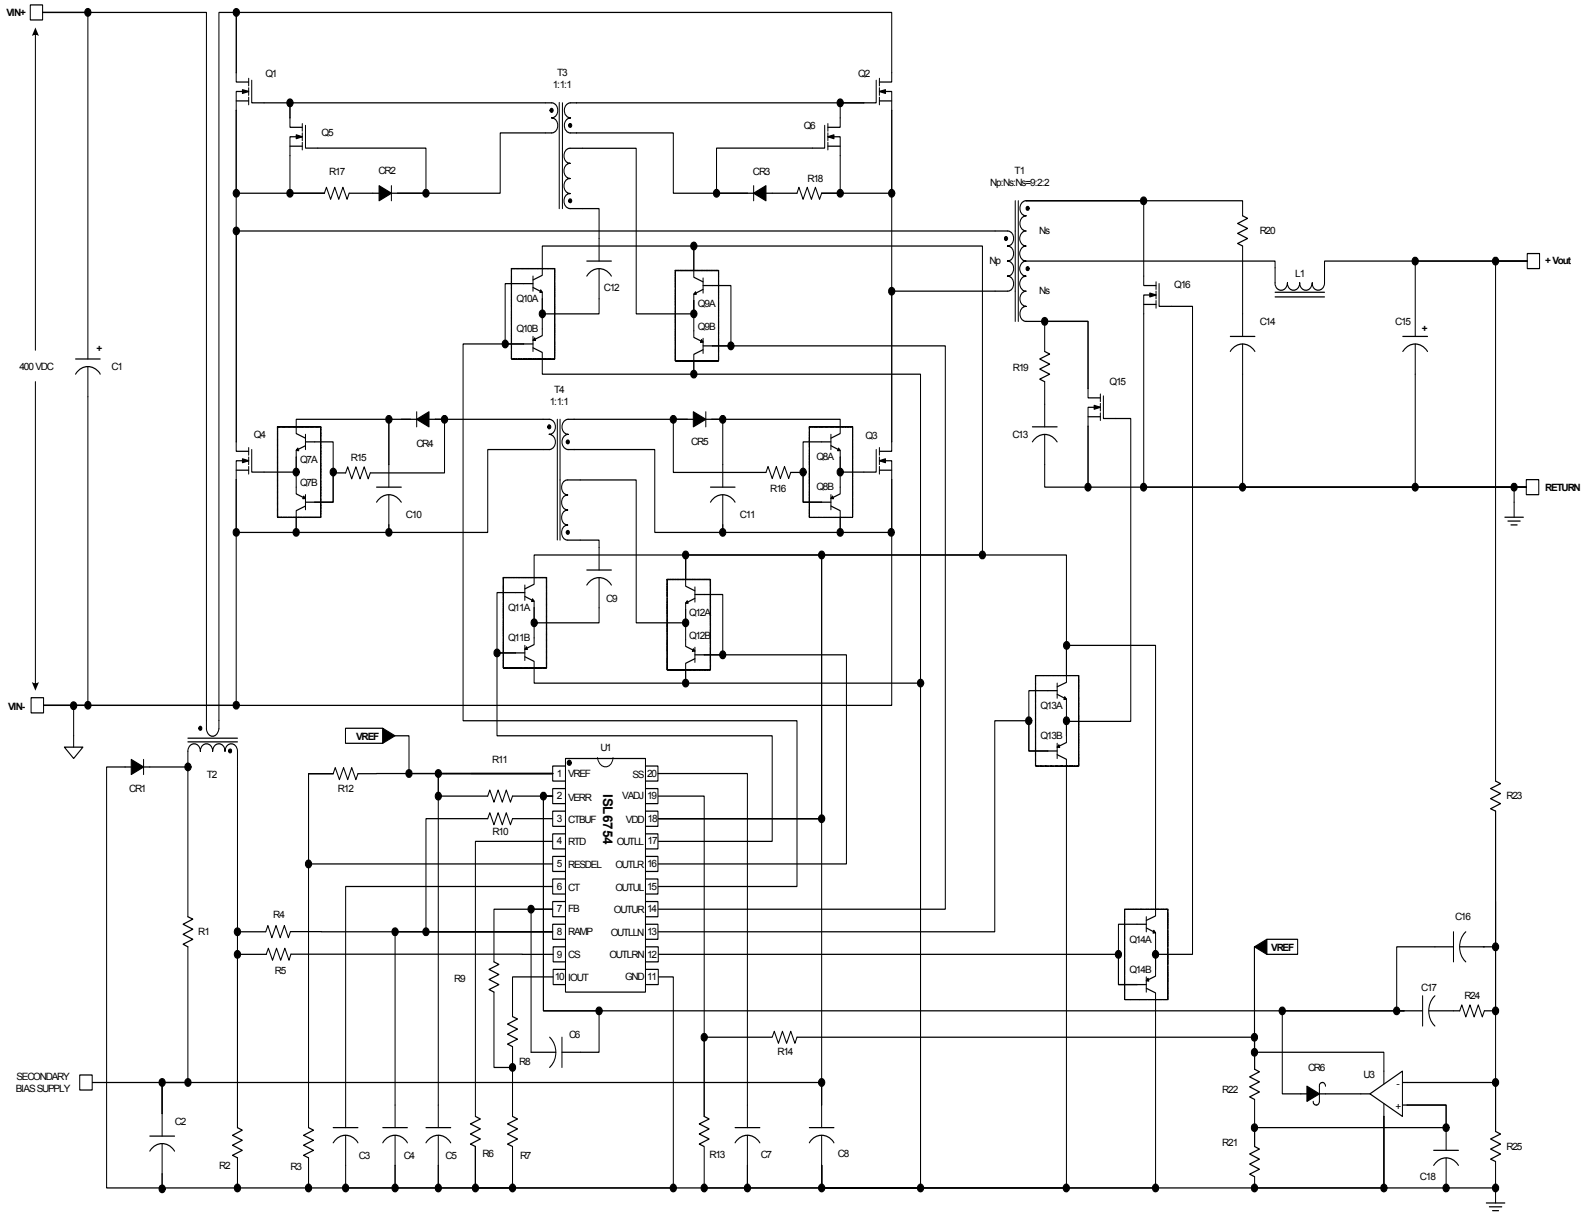 VIN+
Q1
T3
1:1:1
Q2
Q5
Q6
R17
CR2
CR3
R18
T1
Np:Ns:Ns=9:2:2
Ns
R20
Np
L1
+ Vout
Q10A
C12
Q9A
Ns
Q16
Q10B
Q9B
C14
C15
+
+
400 VDC
C1
R19
Q15
T4
1:1:1
Q4
CR4
CR5
Q3
C13
Q7A
R15
Q8A
Q7B
R16
Q8B
RETURN
C10
C11
Q11A
C9
Q12A
Q11B
Q12B
VIN-
Q13A
Q13B
VREF
T2
CR1
U1
R11
R12
R10
R23
ISL6754
1 VREF
SS 20
2 VERR
VADJ 19
3 CTBUF
VDD 18
4 RTD
OUTLL 17
5 RESDEL
OUTLR 16
6 CT
OUTUL 15
7 FB
OUTUR 14
8 RAMP
OUTLLN 13
9 CS
OUTLRN 12
10 IOUT
GND 11
R4
R1
R5
R9
Q14A
Q14B
VREF
C16
C17
R24
R8
C6
R14
SECONDARY
BIAS SUPPLY
R22
CR6
U3
-
+
C2
R2
R3
C3
C4
C5
R6
R7
R13
C7
C8
R21
C18
R25